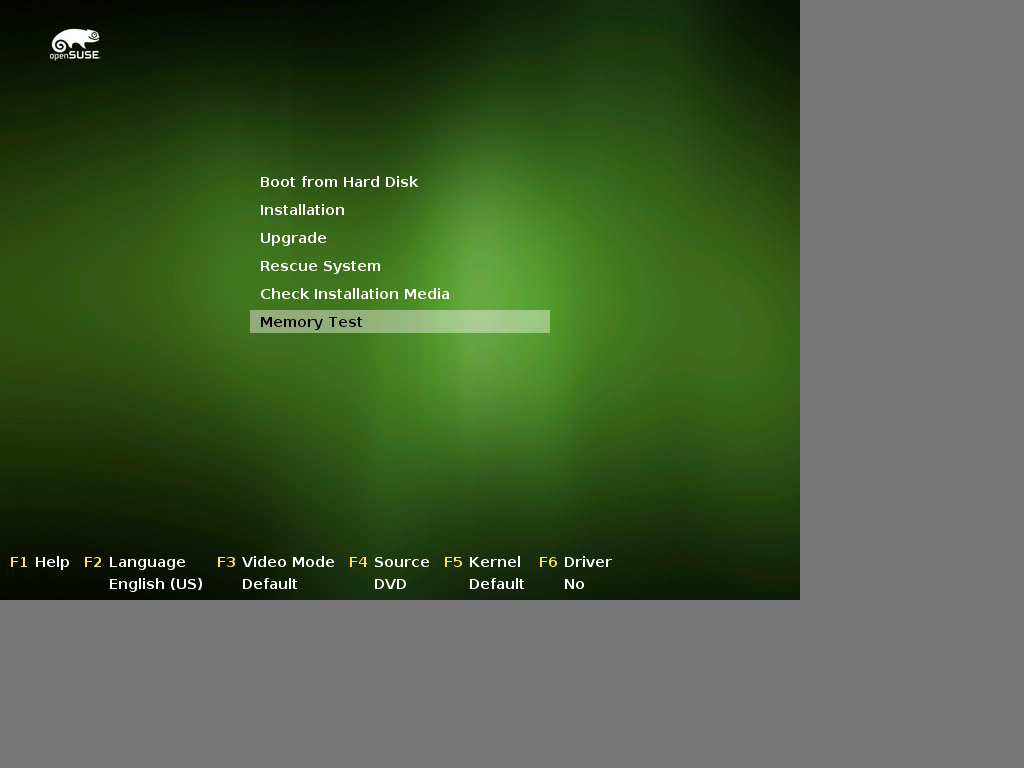 openSUSE
Boot from Hard Disk
Installation
Upgrade
Rescue System
Check Installation Media
Memory Test
F1 Help F2 Language F3 Video Mode F4 Source F5 Kernel F6 Driver
English (US) Default DVD Default No